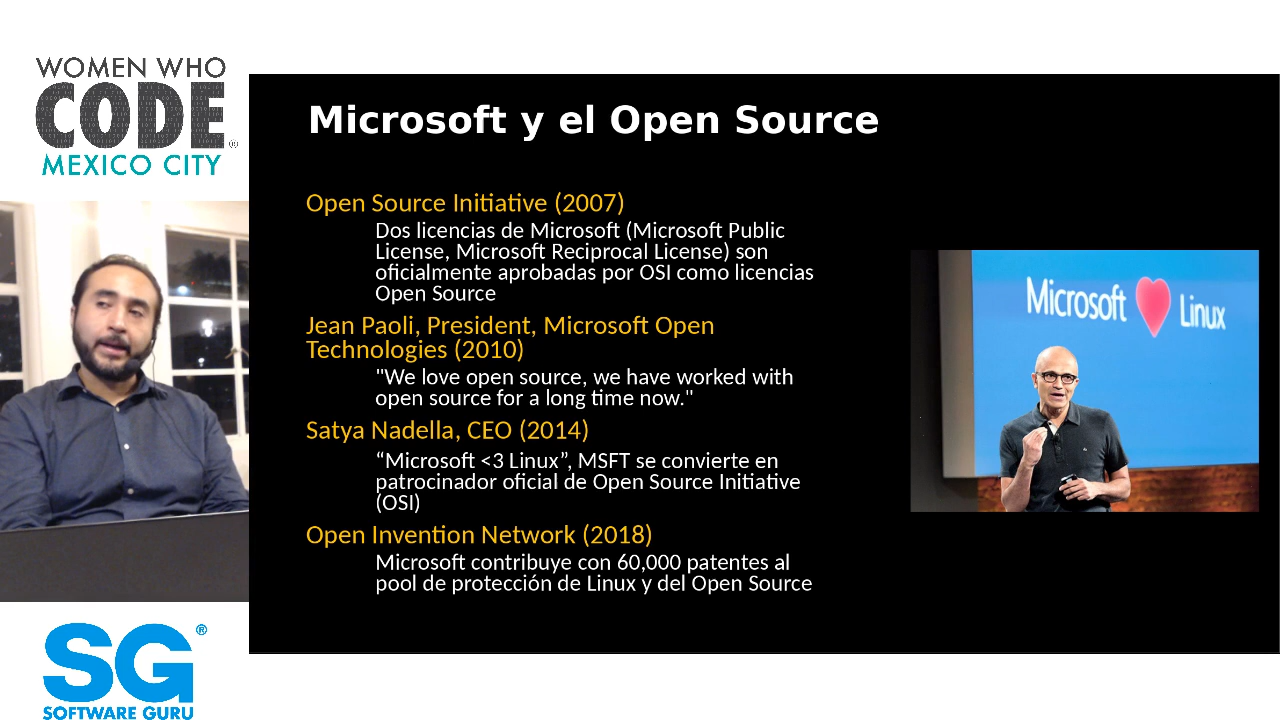 WOMEN WHO
CODE
MEXICO CITY
Microsoft y el Open Source
Open Source Initiative (2007)
Dos licencias de Microsoft (Microsoft Public
License, Microsoft Reciprocal License) son
oficialmente aprobadas por OSI como licencias
Open Source
Jean Paoli, President, Microsoft Open
Technologies (2010)
"We love open source, we have worked with
open source for a long time now."
Satya Nadella, CEO (2014)
“Microsoft <3 Linux”, MSFT se convierte en
patrocinador oficial de Open Source Initiative
(OSI)
Open Invention Network (2018)
Microsoft contribuye con 60,000 patentes al
pool de protección de Linux y del Open Source
Microsoft Linux
SG®
SOFTWARE GURU